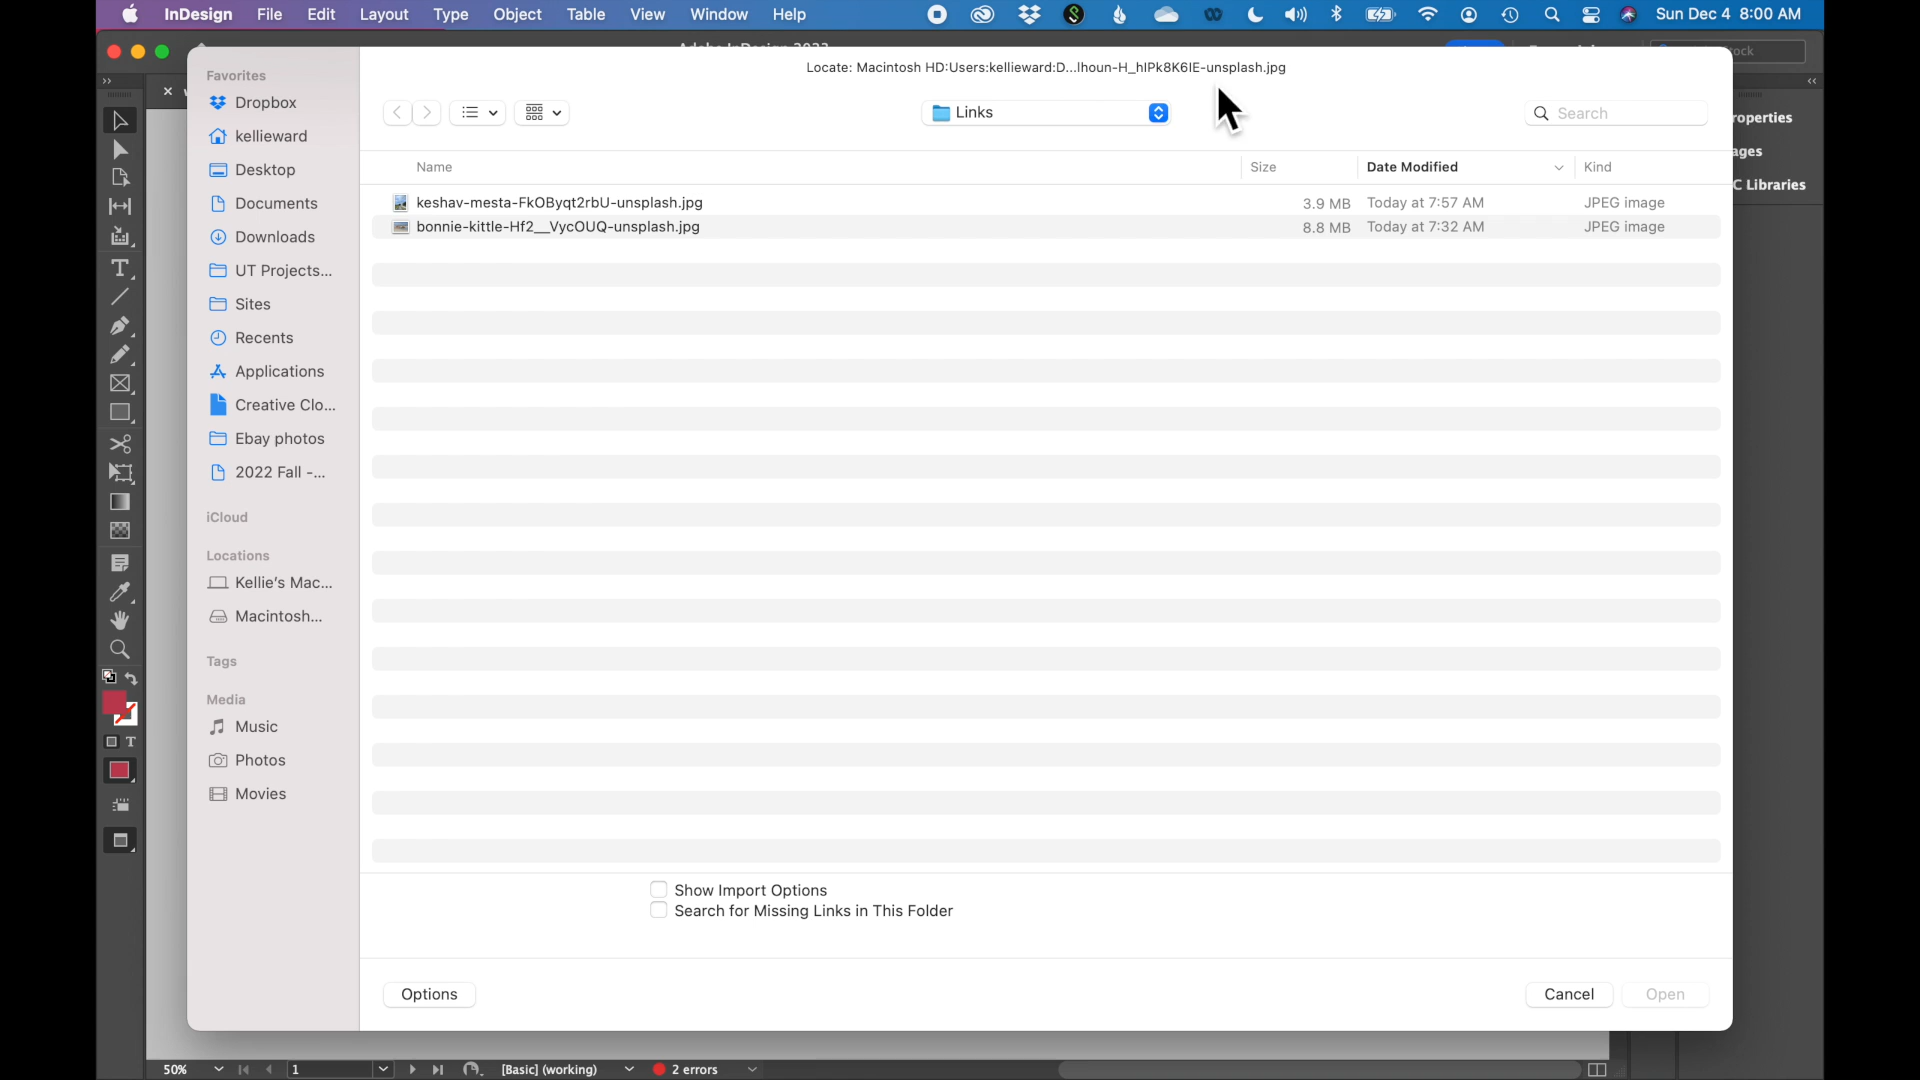 InDesign File Edit Layout Type Object Table View Window Help Sun Dec 4 8:00 AM
Locate: Macintosh HD:Users:kellieward:D...lhoun-H_hlPk8K6IE-unsplash.jpg
Links
Search
Name Size Date Modified Kind
keshav-mesta-FkOByqt2rbU-unsplash.jpg 3.9 MB Today at 7:57 AM JPEG image
bonnie-kittle-Hf2__VycOUQ-unsplash.jpg 8.8 MB Today at 7:32 AM JPEG image
Favorites
Dropbox
kellieward
Desktop
Documents
Downloads
UT Projects...
Sites
Recents
Applications
Creative Clo...
Ebay photos
2022 Fall -...
iCloud
Locations
Kellie's Mac...
Macintosh...
Tags
Media
Music
Photos
Movies
Show Import Options
Search for Missing Links in This Folder
Options Cancel Open
roperties
ages
C Libraries
50% 1 [Basic] (working) 2 errors